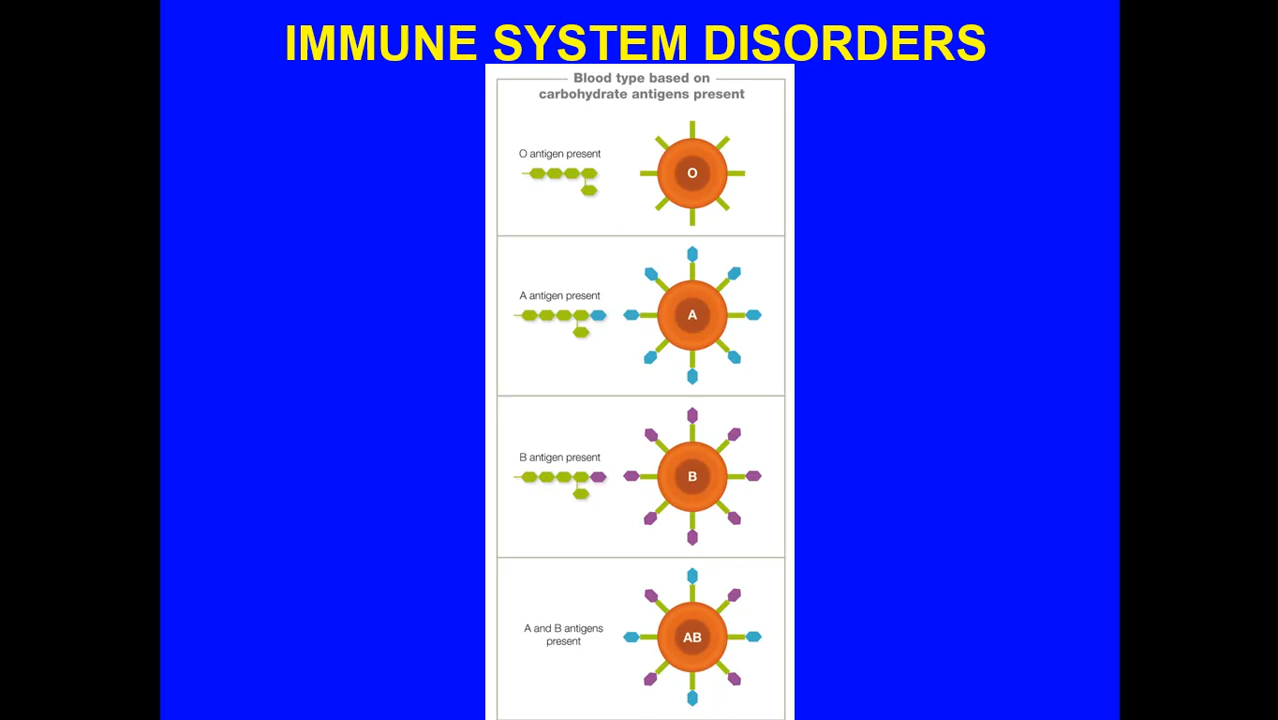 IMMUNE SYSTEM DISORDERS
Blood type based on
carbohydrate antigens present
O antigen present
O
A antigen present
A
B antigen present
B
A and B antigens
present
AB